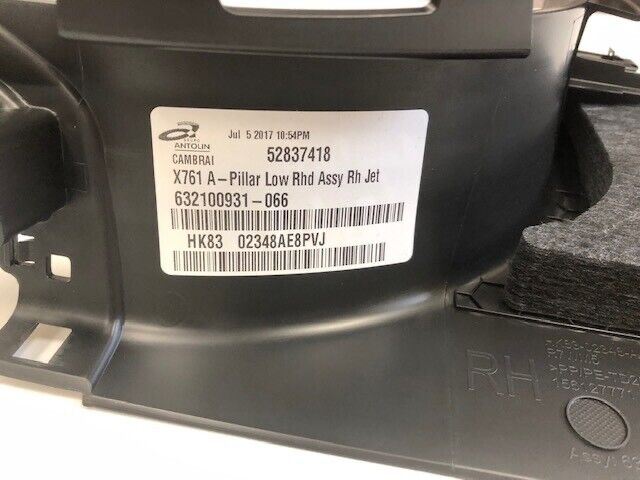 GRUPO
ANTOLIN
CAMBRAI
Jul 5 2017 10:54PM
52837418
X761 A-Pillar Low Rhd Assy Rh Jet
632100931-066
HK83 02348AE8PVJ
RH